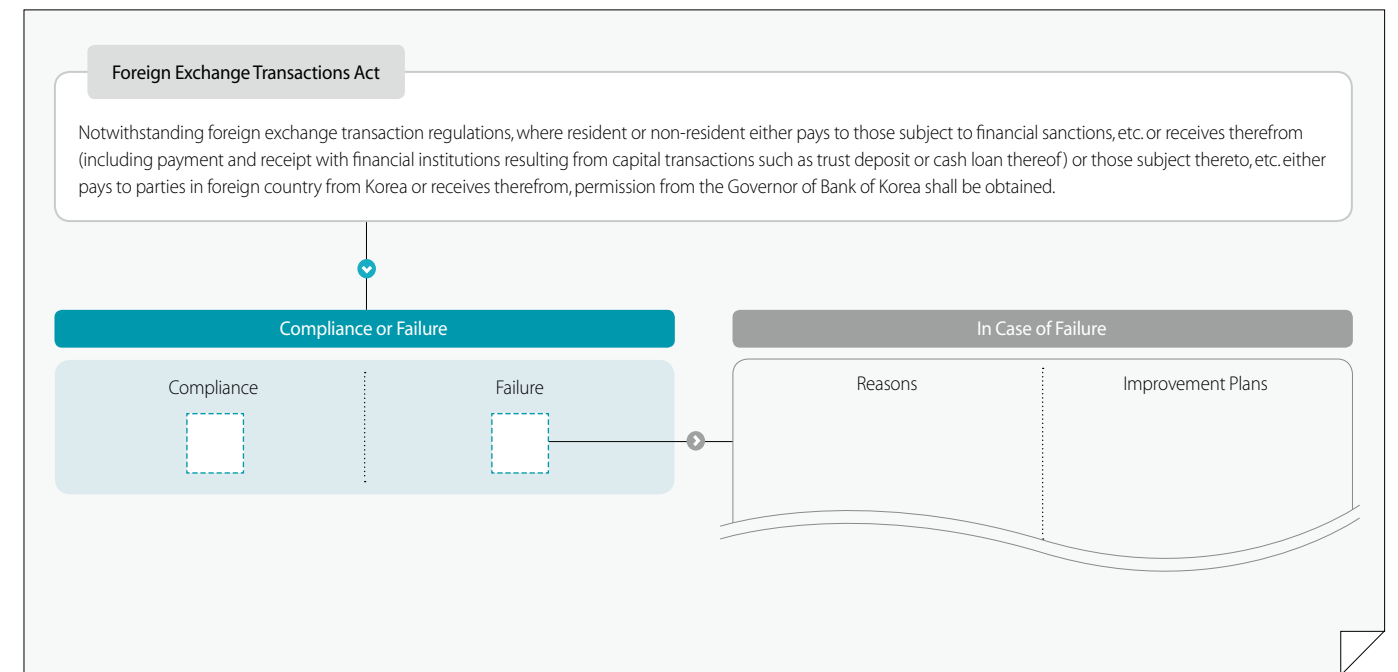 Foreign Exchange Transactions Act
Notwithstanding foreign exchange transaction regulations, where resident or non-resident either pays to those subject to financial sanctions, etc. or receives therefrom
(including payment and receipt with financial institutions resulting from capital transactions such as trust deposit or cash loan thereof) or those subject thereto, etc. either
pays to parties in foreign country from Korea or receives therefrom, permission from the Governor of Bank of Korea shall be obtained.
Compliance or Failure
Compliance
Failure
In Case of Failure
Reasons
Improvement Plans